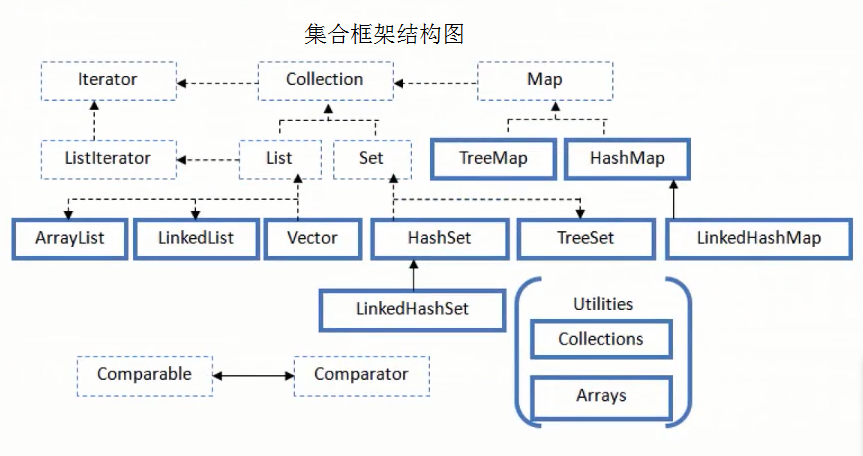 集合框架结构图
Iterator
Collection
Map
ListIterator
List
Set
TreeMap
HashMap
ArrayList
LinkedList
Vector
HashSet
TreeSet
LinkedHashMap
LinkedHashSet
Utilities
Collections
Comparable
Comparator
Arrays